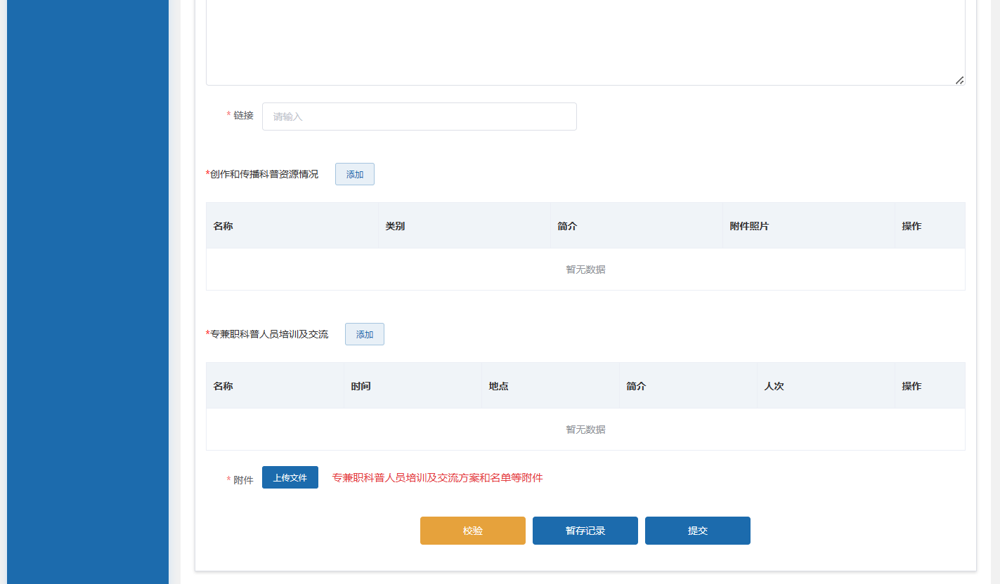 * 链接 请输入
*创作和传播科普资源情况 添加
名称 类别 简介 附件照片 操作
暂无数据
*专兼职科普人员培训及交流 添加
名称 时间 地点 简介 人次 操作
暂无数据
* 附件 上传文件 专兼职科普人员培训及交流方案和名单等附件
校验 暂存记录 提交